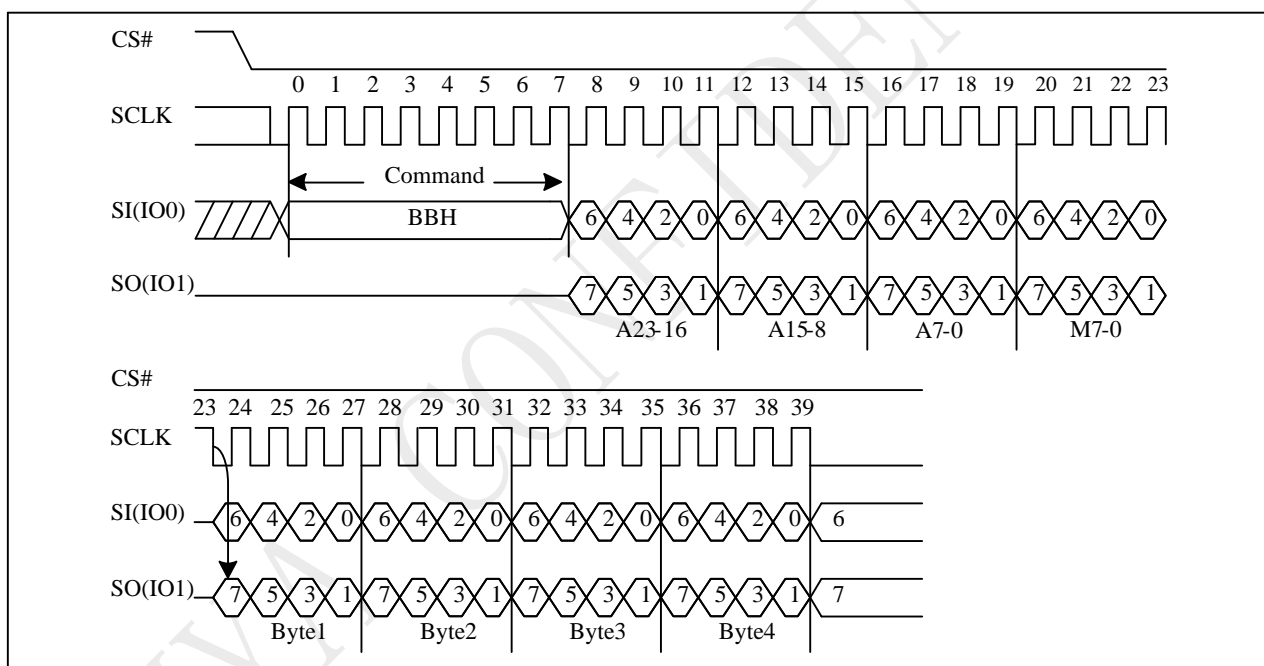 CS#
0 1 2 3 4 5 6 7 8 9 10 11 12 13 14 15 16 17 18 19 20 21 22 23
SCLK
Command
SI(IO0) BBH 6 4 2 0 6 4 2 0 6 4 2 0 6 4 2 0
SO(IO1) 7 5 3 1 7 5 3 1 7 5 3 1 7 5 3 1
A23-16 A15-8 A7-0 M7-0
CS#
23 24 25 26 27 28 29 30 31 32 33 34 35 36 37 38 39
SCLK
SI(IO0) 6 4 2 0 6 4 2 0 6 4 2 0 6 4 2 0 6
SO(IO1) 7 5 3 1 7 5 3 1 7 5 3 1 7 5 3 1 7
Byte1 Byte2 Byte3 Byte4